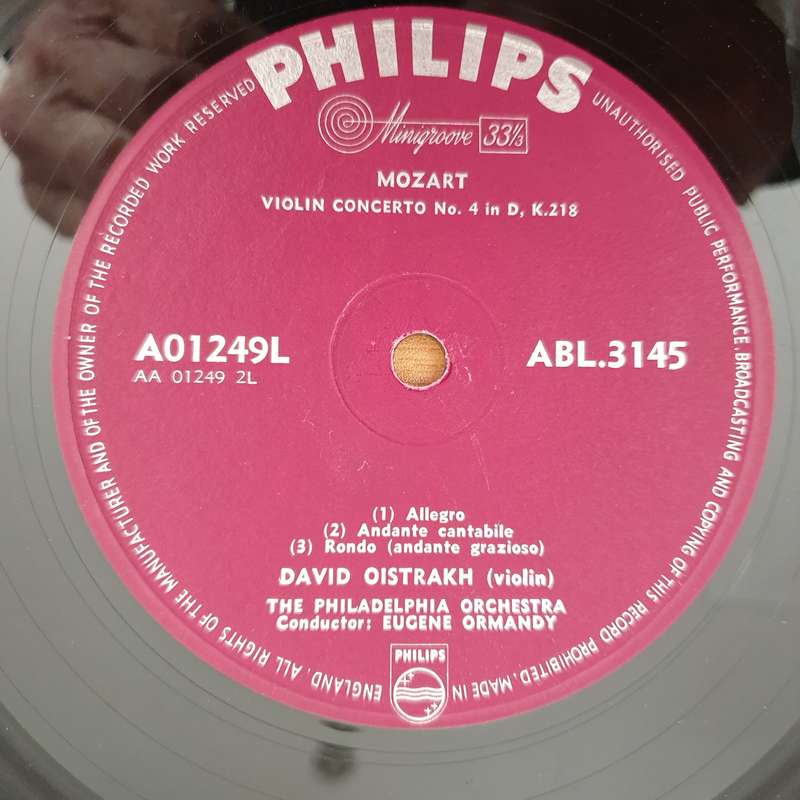 PHILIPS
Minigroove 33⅓
MOZART
VIOLIN CONCERTO No. 4 in D, K.218
A01249L
AA 01249 2L
ABL.3145
(1) Allegro
(2) Andante cantabile
(3) Rondo (andante grazioso)
DAVID OISTRAKH (violin)
THE PHILADELPHIA ORCHESTRA
Conductor: EUGENE ORMANDY
PHILIPS
ALL RIGHTS OF THE MANUFACTURER AND OF THE OWNER OF THE RECORDED WORK RESERVED
UNAUTHORISED PUBLIC PERFORMANCE, BROADCASTING AND COPYING OF THIS RECORD PROHIBITED. MADE IN ENGLAND.